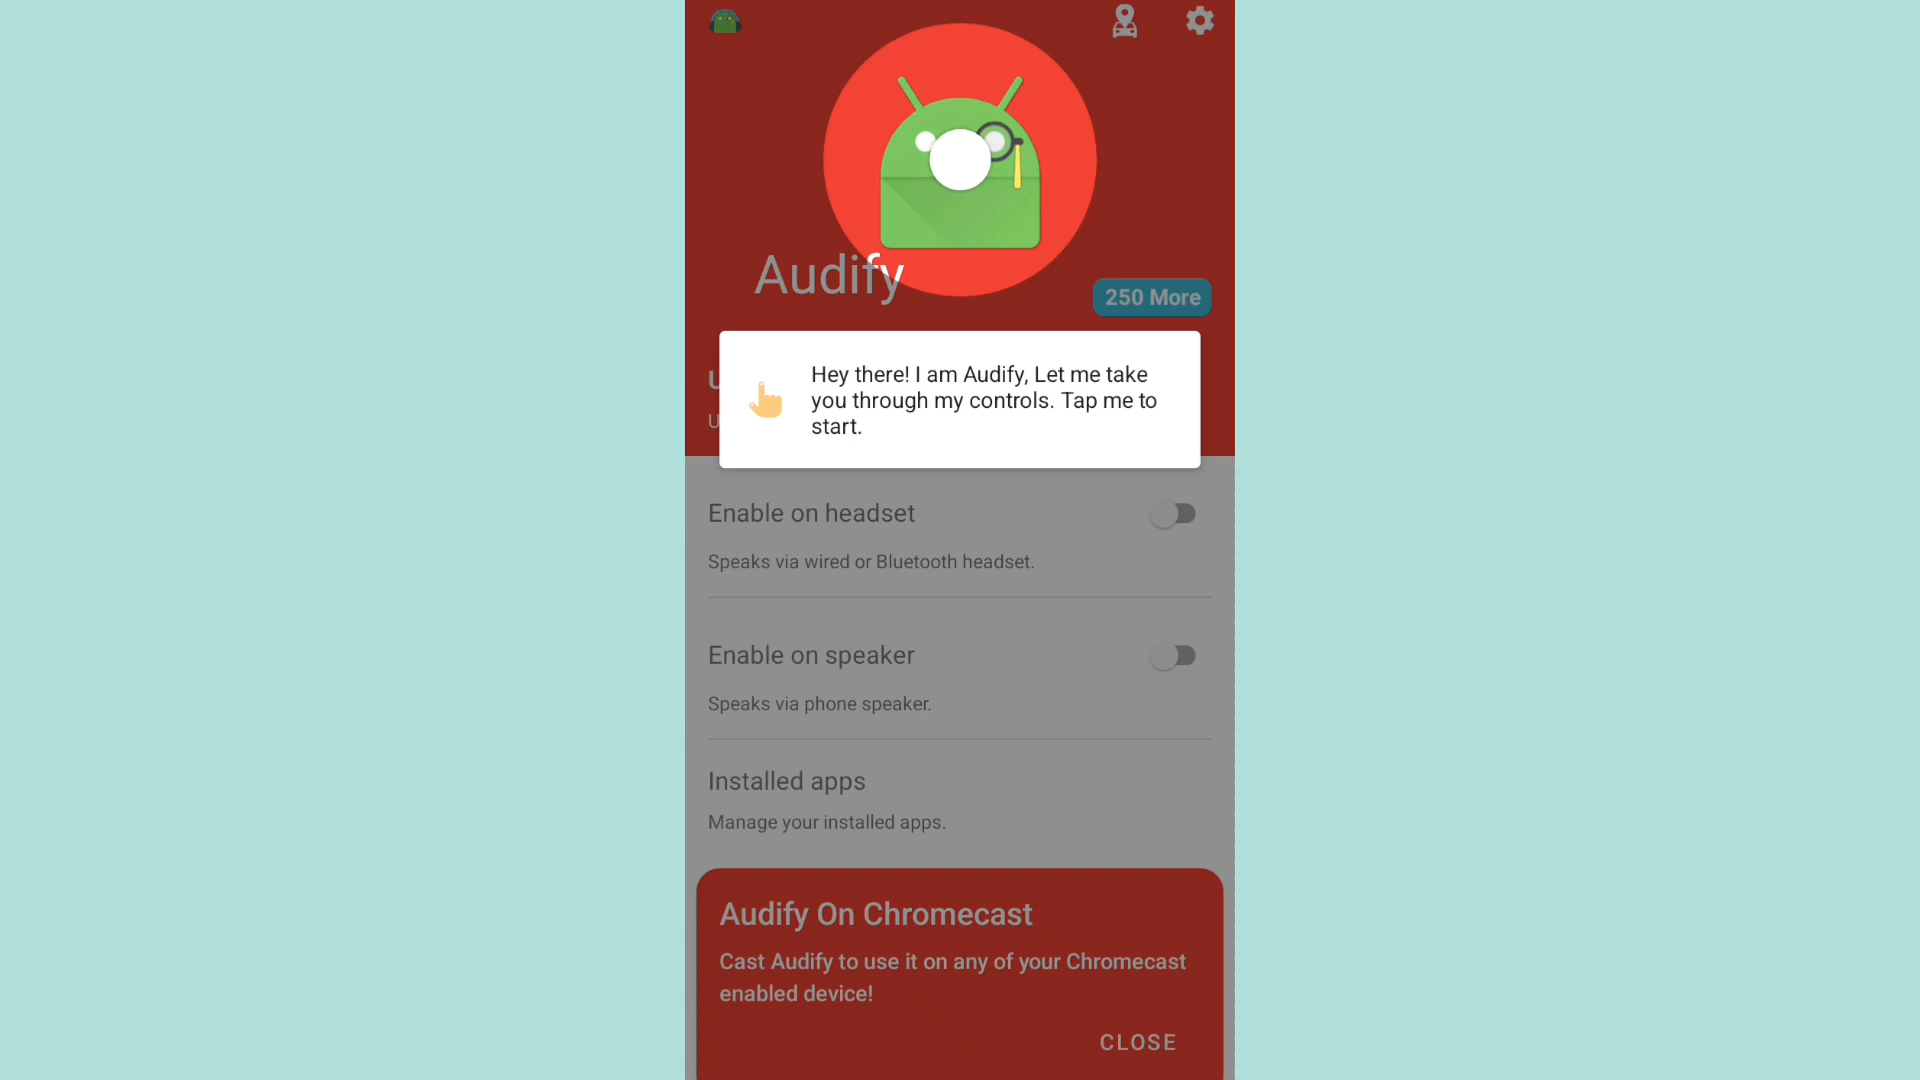 Audify
250 More
Hey there! I am Audify, Let me take
you through my controls. Tap me to
start.
Enable on headset
Speaks via wired or Bluetooth headset.
Enable on speaker
Speaks via phone speaker.
Installed apps
Manage your installed apps.
Audify On Chromecast
Cast Audify to use it on any of your Chromecast
enabled device!
CLOSE